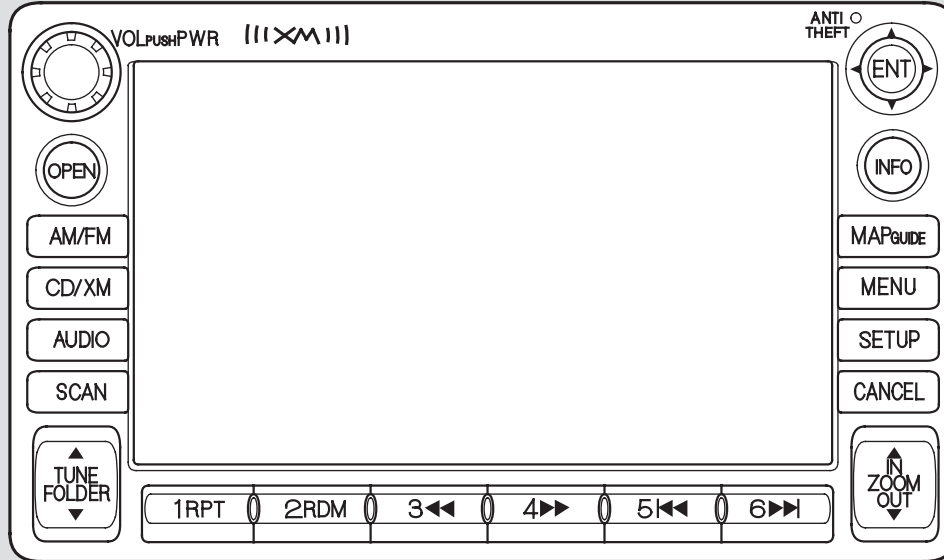 VOL PUSH PWR XM
ANTI
THEFT
ENT
OPEN
INFO
AM/FM
MAP GUIDE
CD/XM
MENU
AUDIO
SETUP
SCAN
CANCEL
TUNE
FOLDER
IN
ZOOM
OUT
1RPT 2RDM 3◀◀ 4▶▶ 5|◀◀ 6▶▶|